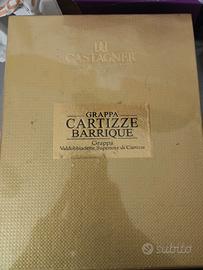 CASTAGNER
GRAPPA
CARTIZZE
BARRIQUE
Grappa
Valdobbiadene Superiore di Cartizze
subito